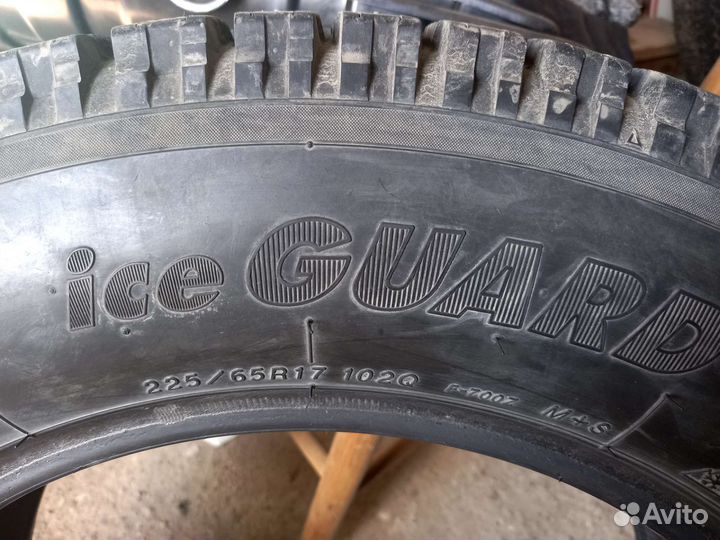 ice GUARD
225/65R17 102Q F-7007 M+S
Avito